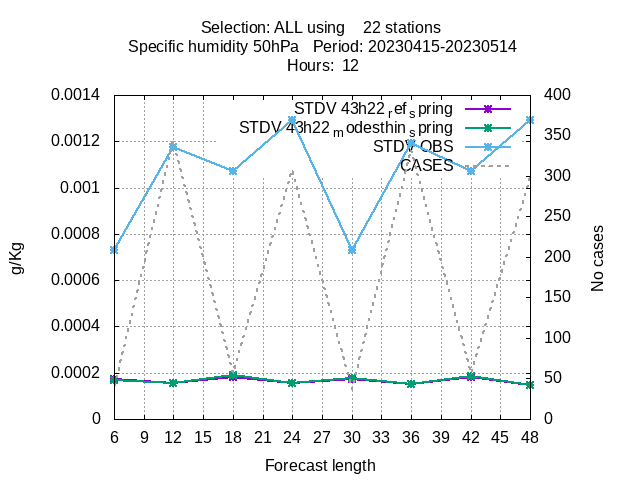 Selection: ALL using    22 stations
Specific humidity 50hPa   Period: 20230415-20230514
Hours:  12
0.0014
0.0012
0.001
0.0008
0.0006
0.0004
0.0002
0
g/Kg
STDV 43h22_ref_spring
STDV 43h22_modesthin_spring
STDV OBS
CASES
400
350
300
250
200
150
100
50
0
No cases
6 9 12 15 18 21 24 27 30 33 36 39 42 45 48
Forecast length